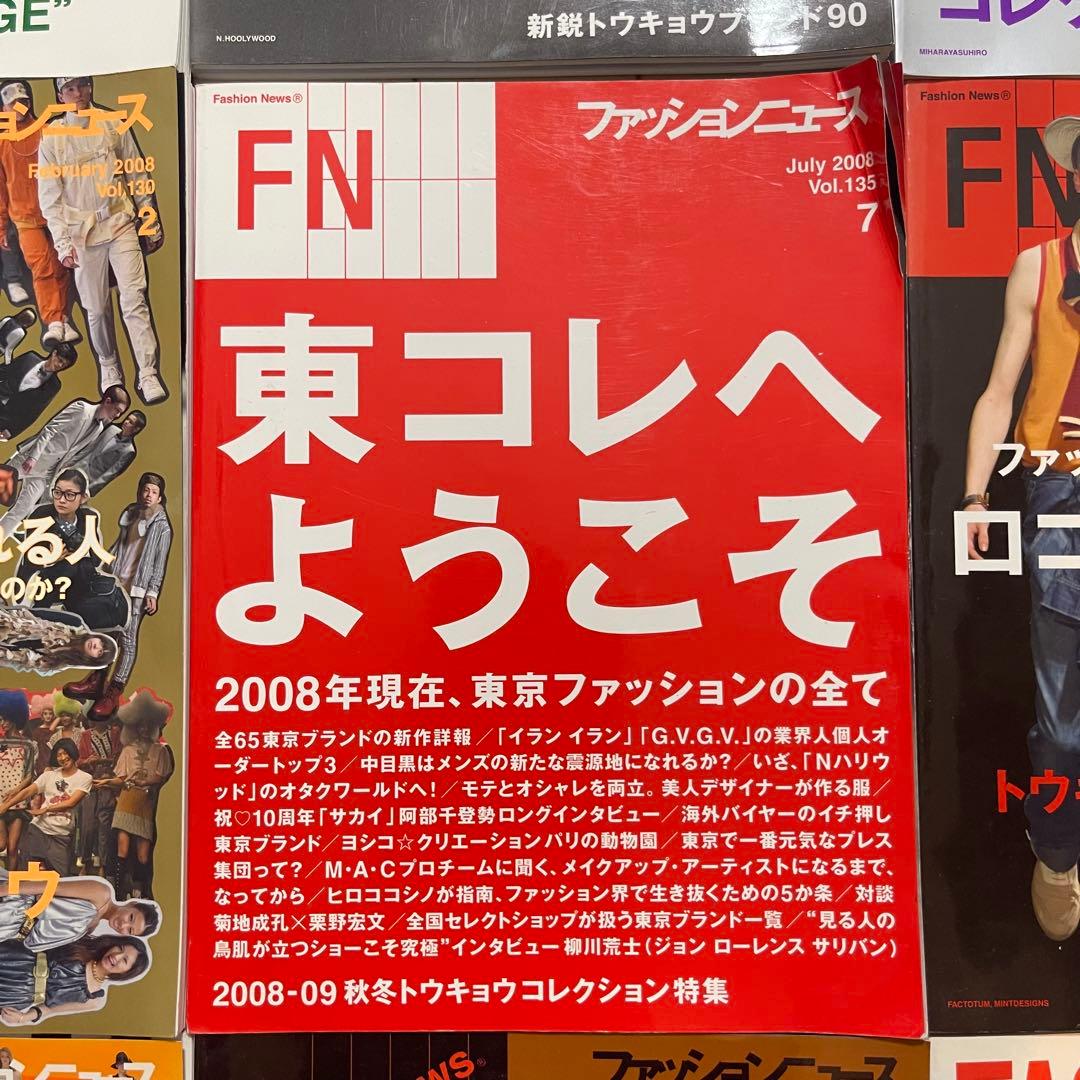 GE”
N.HOOLYWOOD
新鋭トウキョウブランド90
コレク
MIHARAYASUHIRO
ョンニュース
February 2008
Vol.130
2
れる人
のか?
ウ
Fashion News®
FN
ファッションニュース
July 2008
Vol.135
7
東コレへ
ようこそ
2008年現在、東京ファッションの全て
全65東京ブランドの新作詳報／「イラン イラン」「G.V.G.V.」の業界人個人オ
ーダートップ3／中目黒はメンズの新たな震源地になれるか?／いざ、「Nハリウ
ッド」のオタクワールドへ!／モテとオシャレを両立。美人デザイナーが作る服／
祝♡10周年「サカイ」阿部千登勢ロングインタビュー／海外バイヤーのイチ押し
東京ブランド／ヨシコ☆クリエーションパリの動物園／東京で一番元気なプレス
集団って?／M・A・Cプロチームに聞く、メイクアップ・アーティストになるまで、
なってから／ヒロココシノが指南、ファッション界で生き抜くための5か条／対談
菊地成孔×栗野宏文／全国セレクトショップが扱う東京ブランド一覧／“見る人の
鳥肌が立つショーこそ究極”インタビュー 柳川荒士（ジョン ローレンス サリバン）
2008-09 秋冬トウキョウコレクション特集
Fashion News®
FN
ファッ
ロコ
トウキ
FACTOTUM, MINTDESIGNS
ョンニュース
WS®
ファッションニュース